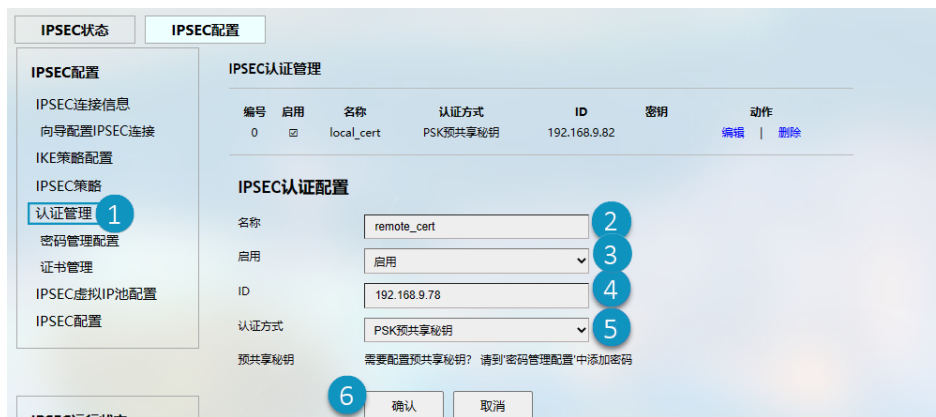 IPSEC状态 IPSEC配置
IPSEC配置
IPSEC连接信息
向导配置IPSEC连接
IKE策略配置
IPSEC策略
认证管理 1
密码管理配置
证书管理
IPSEC虚拟IP池配置
IPSEC配置
IPSEC认证管理
编号 启用 名称 认证方式 ID 密钥 动作
0 local_cert PSK预共享秘钥 192.168.9.82 编辑 | 删除
IPSEC认证配置
名称 remote_cert 2
启用 启用 3
ID 192.168.9.78 4
认证方式 PSK预共享秘钥 5
预共享秘钥 需要配置预共享秘钥? 请到'密码管理配置'中添加密码
6 确认 取消
IPSEC运行状态